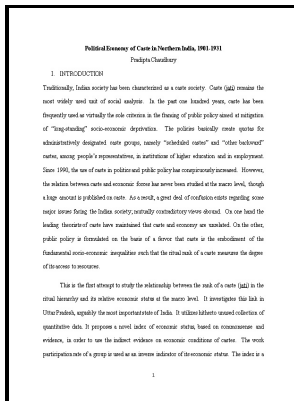 Political Economy of Caste in Northern India, 1901-1931
Pradipta Chaudhury
1. INTRODUCTION
Traditionally, Indian society has been characterized as a caste society. Caste (jati) remains the
most widely used unit of social analysis. In the past one hundred years, caste has been
frequently used as virtually the sole criterion in the framing of public policy aimed at mitigation
of "long-standing" socio-economic deprivation. The policies basically create quotas for
administratively designated caste groups, namely "scheduled castes" and "other backward"
castes, among people's representatives, in institutions of higher education and in employment.
Since 1990, the use of caste in politics and public policy has conspicuously increased. However,
the relation between caste and economic forces has never been studied at the macro level, though
a huge amount is published on caste. As a result, a great deal of confusion exists regarding some
major issues facing the Indian society; mutually contradictory views abound. On one hand the
leading theorists of caste have maintained that caste and economy are unrelated. On the other,
public policy is formulated on the basis of a flavor that caste is the embodiment of the
fundamental socio-economic inequalities such that the ritual rank of a caste measures the degree
of its access to resources.
This is the first attempt to study the relationship between the rank of a caste (jati) in the
ritual hierarchy and its relative economic status at the macro level. It investigates this link in
Uttar Pradesh, arguably the most important state of India. It utilizes hitherto unused collection of
quantitative data. It proposes a novel index of economic status, based on commonsense and
evidence, in order to use the indirect evidence on economic conditions of castes. The work
participation rate of a group is used as an inverse indicator of its economic status. The index is a
1